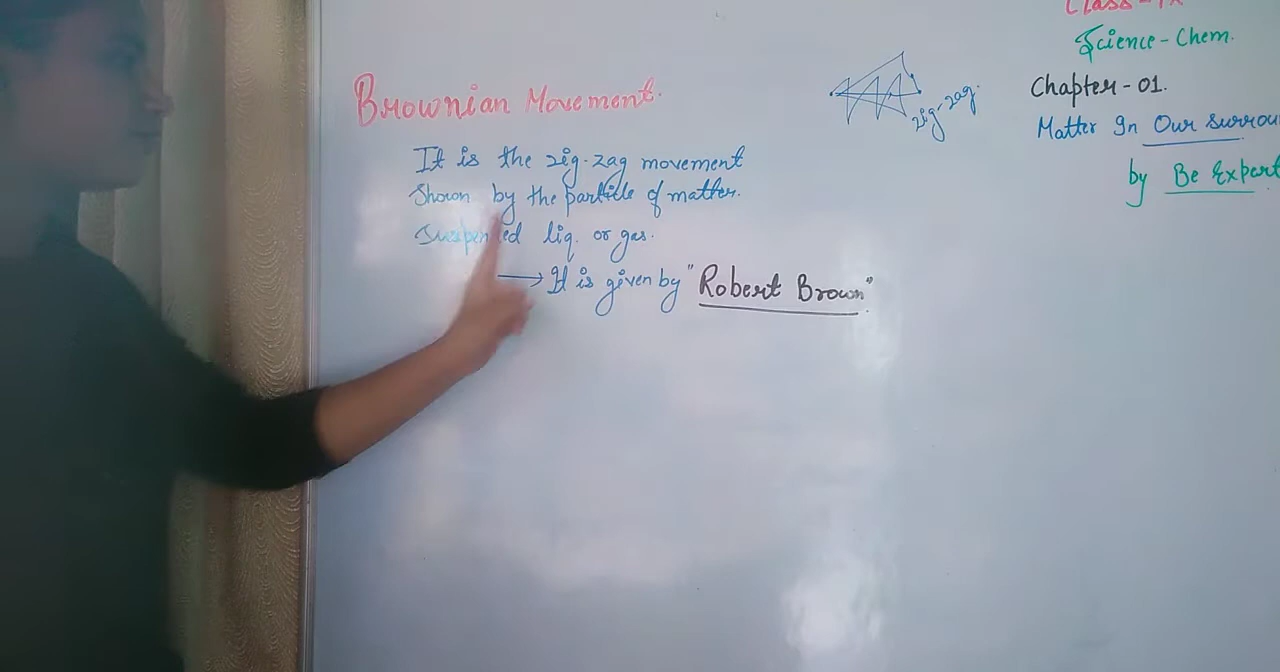 Brownian Movement.
It is the zig-zag movement
Shown by the particle of matter.
Suspended liq. or gas.
→ It is given by "Robert Brown".
zig-zag.
Class - IX
Science - Chem.
Chapter - 01.
Matter In Our Surrou
by Be Expert